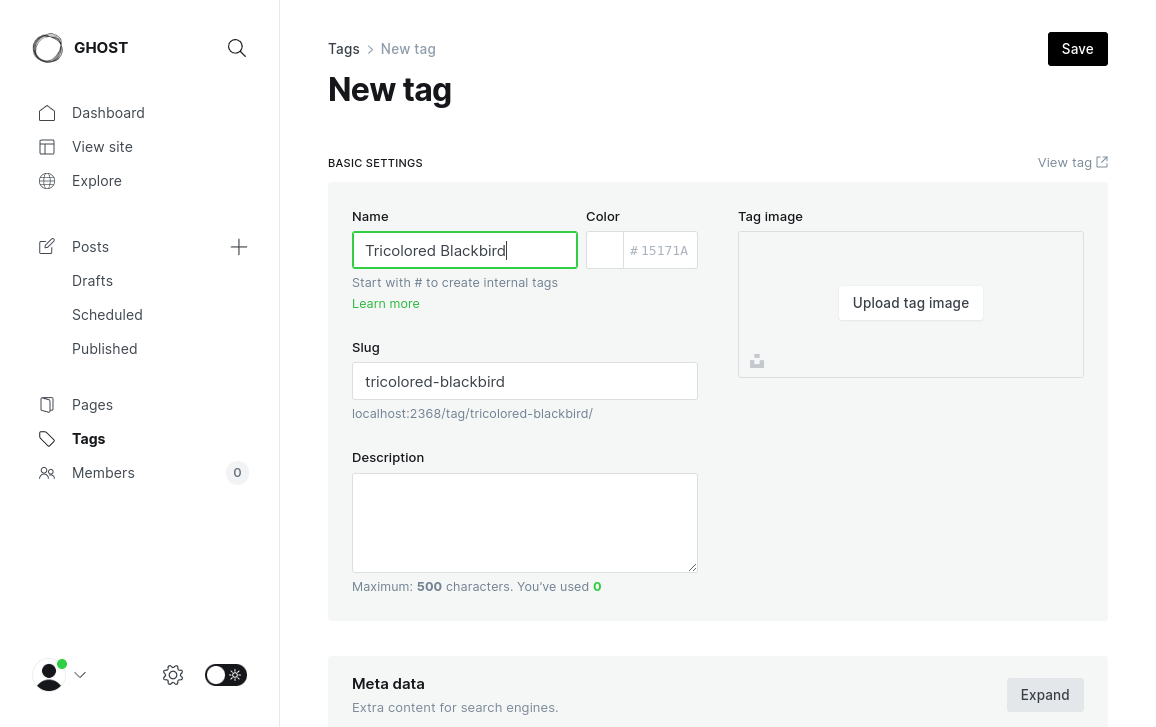 GHOST
Dashboard
View site
Explore
Posts
Drafts
Scheduled
Published
Pages
Tags
Members
0
Tags > New tag
Save
New tag
BASIC SETTINGS
View tag
Name
Color
Tag image
Tricolored Blackbird
# 15171A
Start with # to create internal tags
Learn more
Upload tag image
Slug
tricolored-blackbird
localhost:2368/tag/tricolored-blackbird/
Description
Maximum: 500 characters. You've used 0
Meta data
Extra content for search engines.
Expand